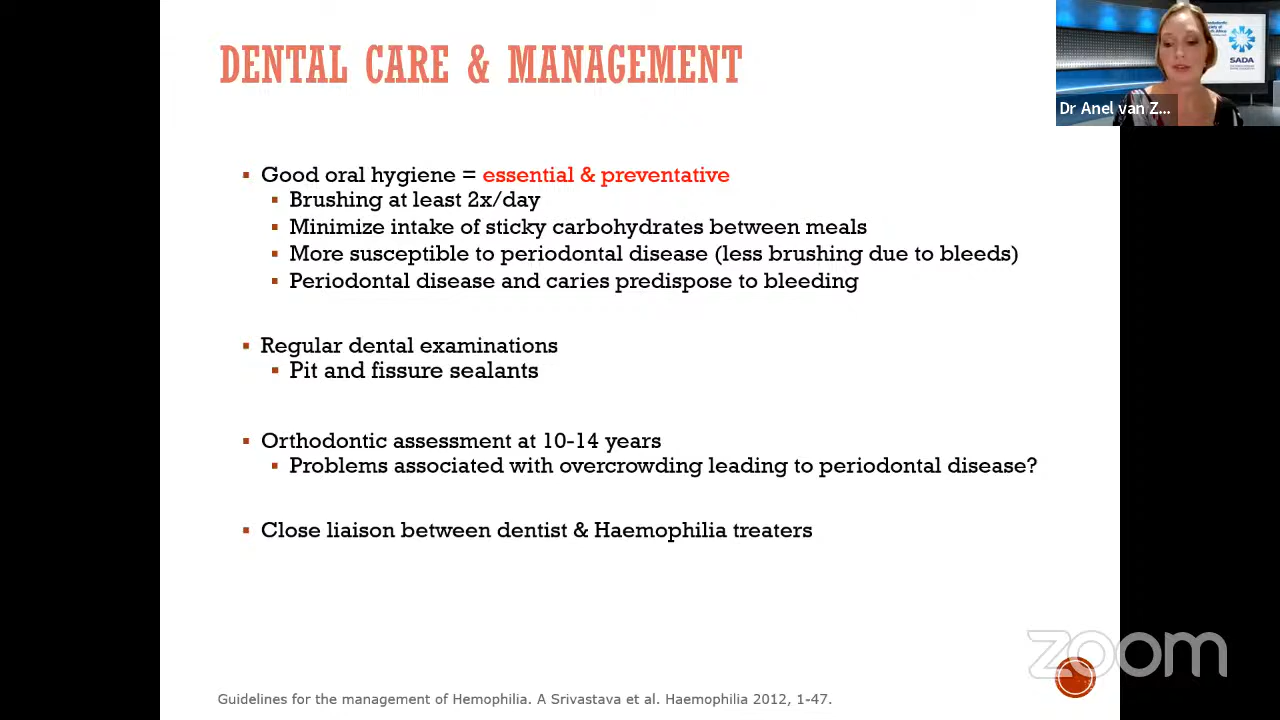 DENTAL CARE & MANAGEMENT
SADA
Dr Anel van Z...
Good oral hygiene = essential & preventative
Brushing at least 2x/day
Minimize intake of sticky carbohydrates between meals
More susceptible to periodontal disease (less brushing due to bleeds)
Periodontal disease and caries predispose to bleeding
Regular dental examinations
Pit and fissure sealants
Orthodontic assessment at 10-14 years
Problems associated with overcrowding leading to periodontal disease?
Close liaison between dentist & Haemophilia treaters
zoom
Guidelines for the management of Hemophilia. A Srivastava et al. Haemophilia 2012, 1-47.